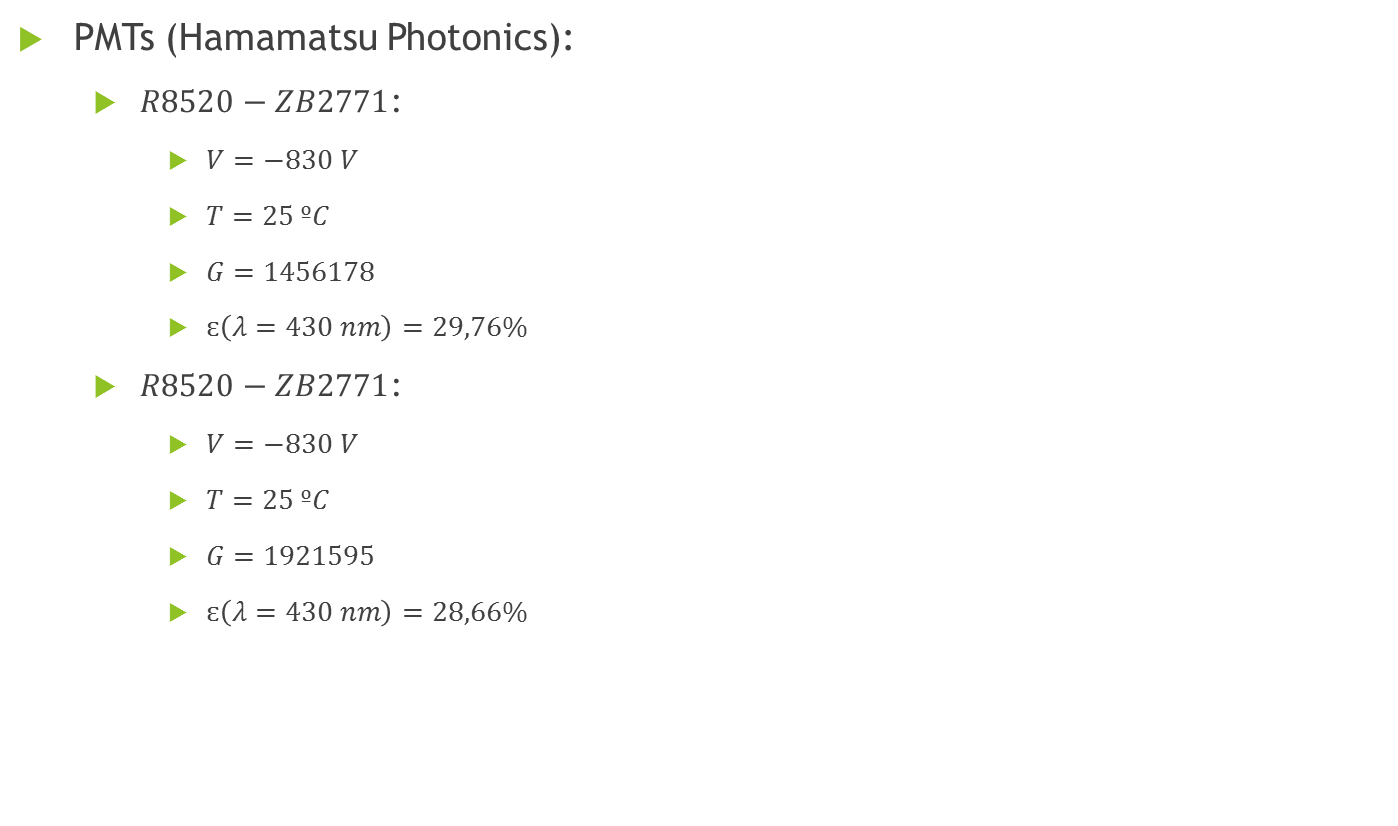 PMTs (Hamamatsu Photonics):
R8520 − ZB2771:
V = −830 V
T = 25 ºC
G = 1456178
ε(λ = 430 nm) = 29,76%
R8520 − ZB2771:
V = −830 V
T = 25 ºC
G = 1921595
ε(λ = 430 nm) = 28,66%